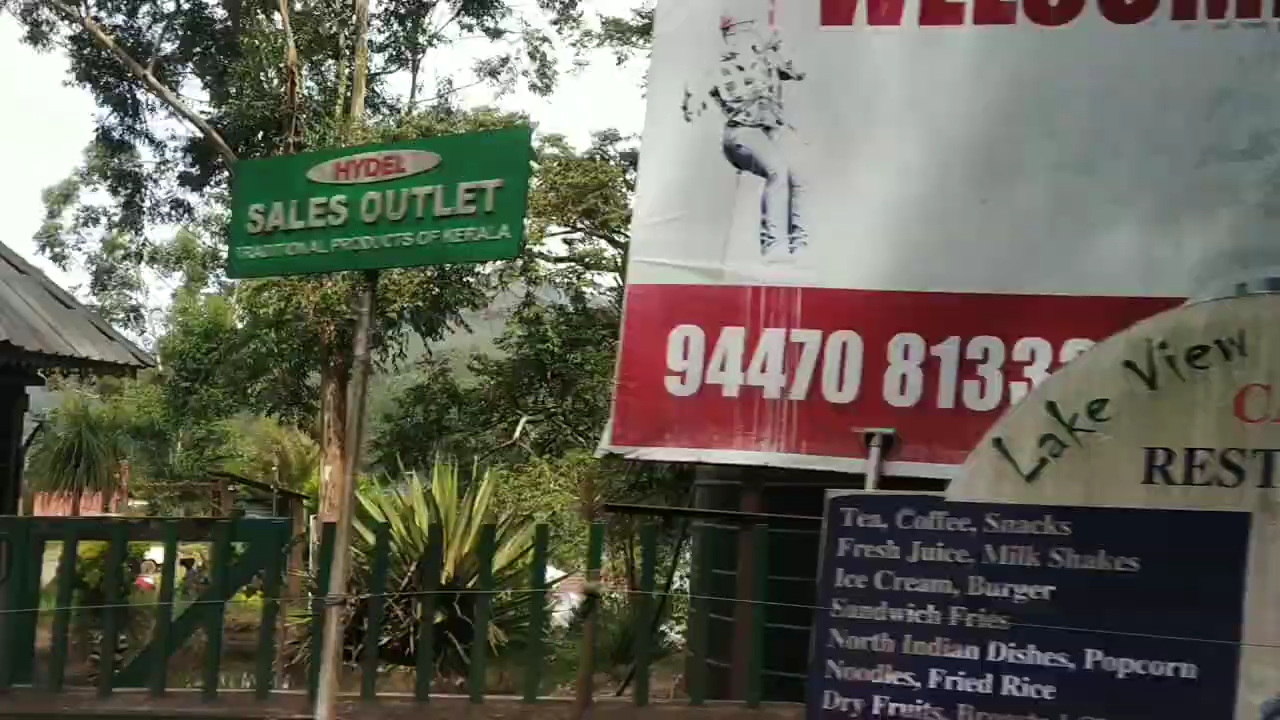 HYDEL
SALES OUTLET
TRADITIONAL PRODUCTS OF KERALA
94470 8133
Lake View
REST
Tea, Coffee, Snacks
Fresh Juice, Milk Shakes
Ice Cream, Burger
Sandwich Fries
North Indian Dishes, Popcorn
Noodles, Fried Rice
Dry Fruits,